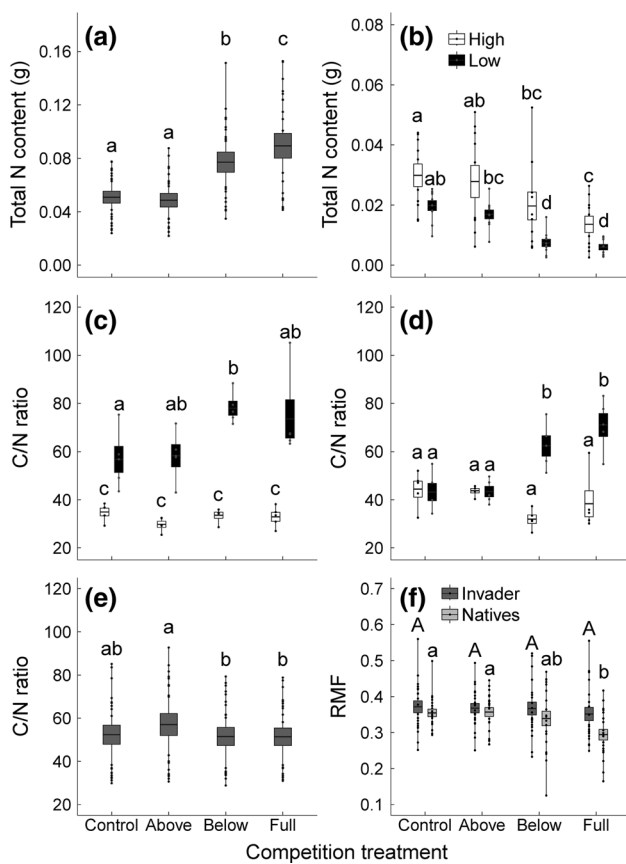 (a)
Total N content (g)
0.16
0.12
0.08
0.04
0.00
a
a
b
c
(b)
High
Low
Total N content (g)
0.08
0.06
0.04
0.02
0.00
a
ab
ab
bc
bc
d
c
d
(c)
C/N ratio
120
100
80
60
40
20
c
a
c
ab
c
b
c
ab
(d)
C/N ratio
120
100
80
60
40
20
a
a
a
a
a
b
a
b
(e)
C/N ratio
120
100
80
60
40
20
ab
a
b
b
Control Above Below Full
(f)
Invader
Natives
RMF
0.7
0.6
0.5
0.4
0.3
0.2
0.1
A
a
A
a
A
ab
A
b
Control Above Below Full
Competition treatment